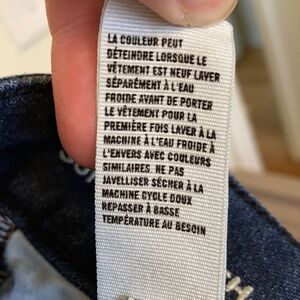 LA COULEUR PEUT
DÉTEINDRE LORSQUE LE
VÊTEMENT EST NEUF LAVER
SÉPARÉMENT À L'EAU
FROIDE AVANT DE PORTER
LE VÊTEMENT POUR LA
PREMIÈRE FOIS LAVER À LA
MACHINE À L'EAU FROIDE À
L'ENVERS AVEC COULEURS
SIMILAIRES. NE PAS
JAVELLISER SÉCHER À LA
MACHINE CYCLE DOUX
REPASSER À BASSE
TEMPÉRATURE AU BESOIN